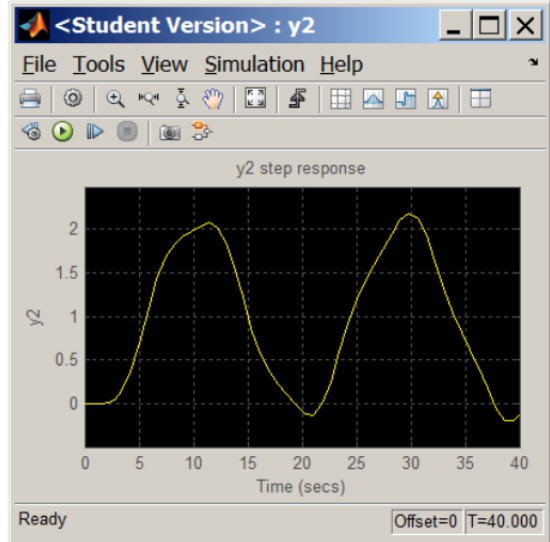 <Student Version> : y2
File Tools View Simulation Help
y2 step response
2
1.5
1
0.5
0
y2
0 5 10 15 20 25 30 35 40
Time (secs)
Ready Offset=0 T=40.000